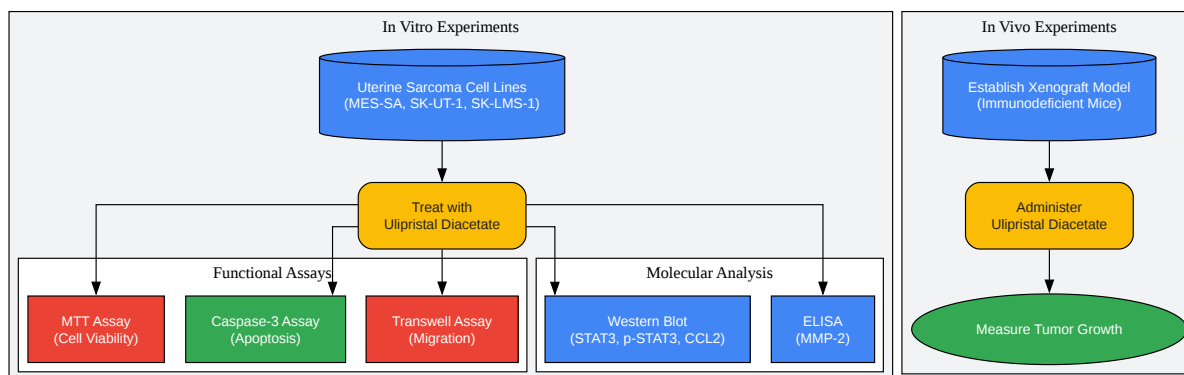 In Vitro Experiments
Uterine Sarcoma Cell Lines
(MES-SA, SK-UT-1, SK-LMS-1)
Treat with
Ulipristal Diacetate
Functional Assays
MTT Assay
(Cell Viability)
Caspase-3 Assay
(Apoptosis)
Transwell Assay
(Migration)
Molecular Analysis
Western Blot
(STAT3, p-STAT3, CCL2)
ELISA
(MMP-2)
In Vivo Experiments
Establish Xenograft Model
(Immunodeficient Mice)
Administer
Ulipristal Diacetate
Measure Tumor Growth